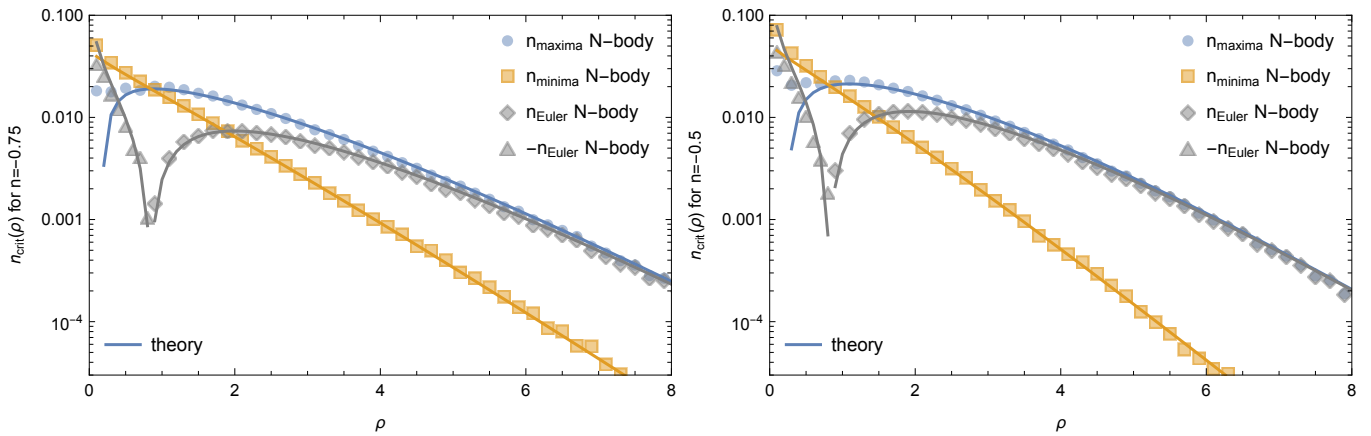 n_crit(ρ) for n=−0.75
0.100
0.010
0.001
10^−4
0
2
4
6
8
ρ
n_maxima N−body
n_minima N−body
n_Euler N−body
−n_Euler N−body
theory
n_crit(ρ) for n=−0.5
0.100
0.010
0.001
10^−4
0
2
4
6
8
ρ
n_maxima N−body
n_minima N−body
n_Euler N−body
−n_Euler N−body
theory